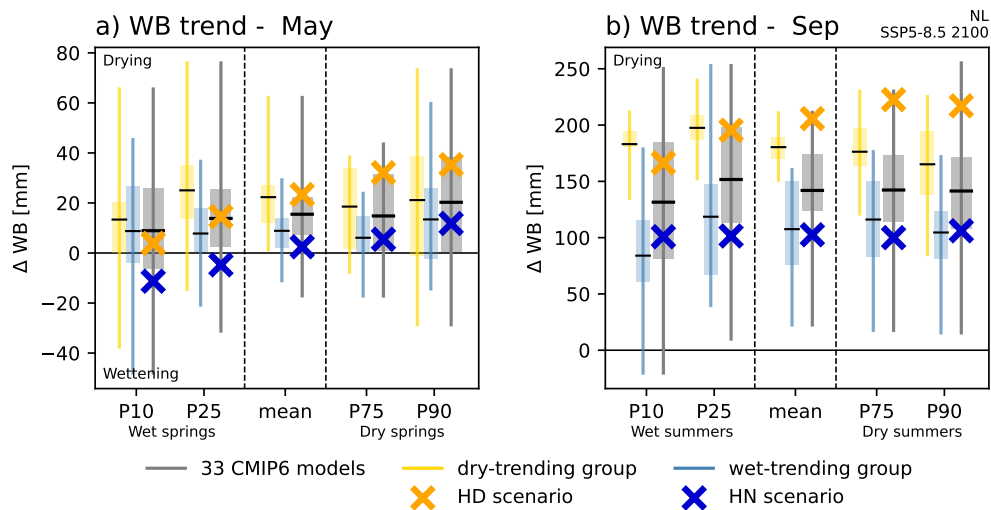 a) WB trend - May
b) WB trend - Sep
NL
SSP5-8.5 2100
Δ WB [mm]
80
60
40
20
0
−20
−40
Drying
Wettening
P10
P25
mean
P75
P90
Wet springs
Dry springs
Δ WB [mm]
250
200
150
100
50
0
Drying
P10
P25
mean
P75
P90
Wet summers
Dry summers
33 CMIP6 models
dry-trending group
wet-trending group
HD scenario
HN scenario